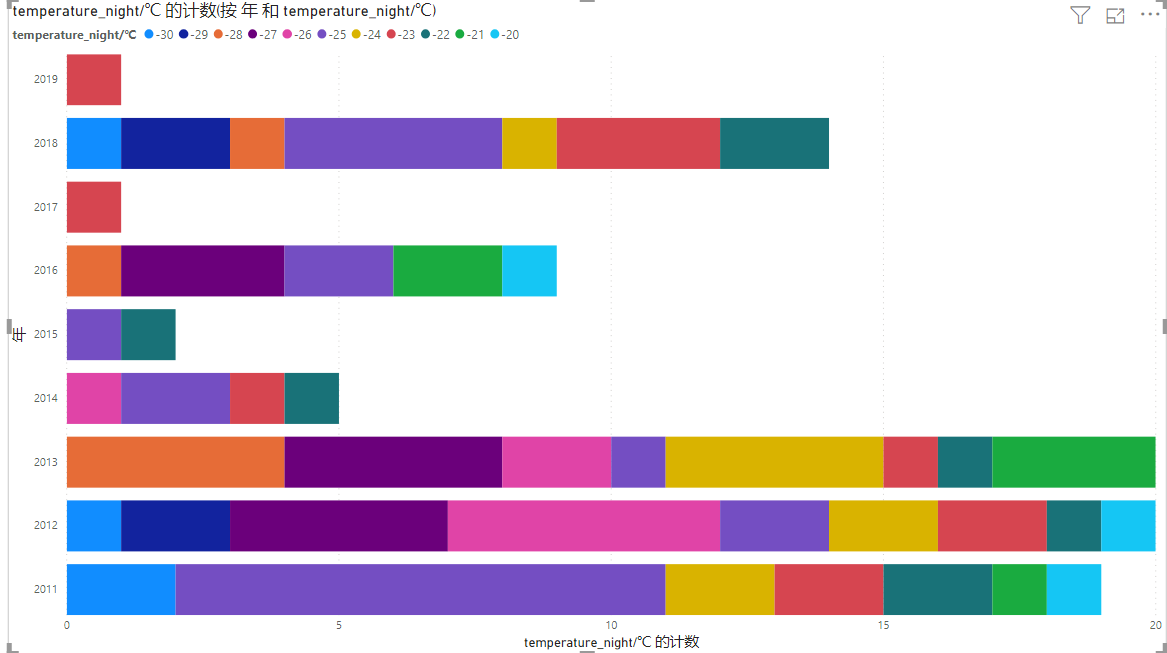 temperature_night/℃ 的计数(按 年 和 temperature_night/℃)
temperature_night/℃ -30 -29 -28 -27 -26 -25 -24 -23 -22 -21 -20
2019
2018
2017
2016
年
2015
2014
2013
2012
2011
0 5 10 15 20
temperature_night/℃ 的计数